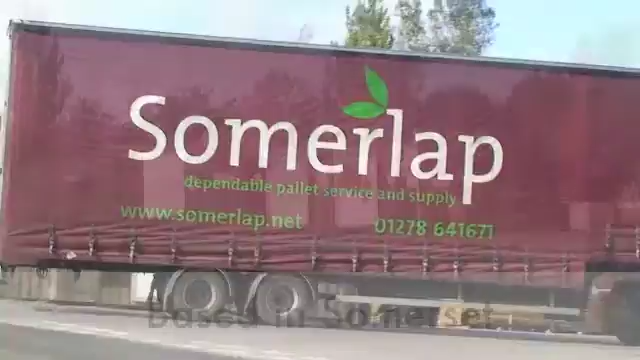 Somerlap
dependable pallet service and supply
www.somerlap.net
01278 641671
Based in Somerset